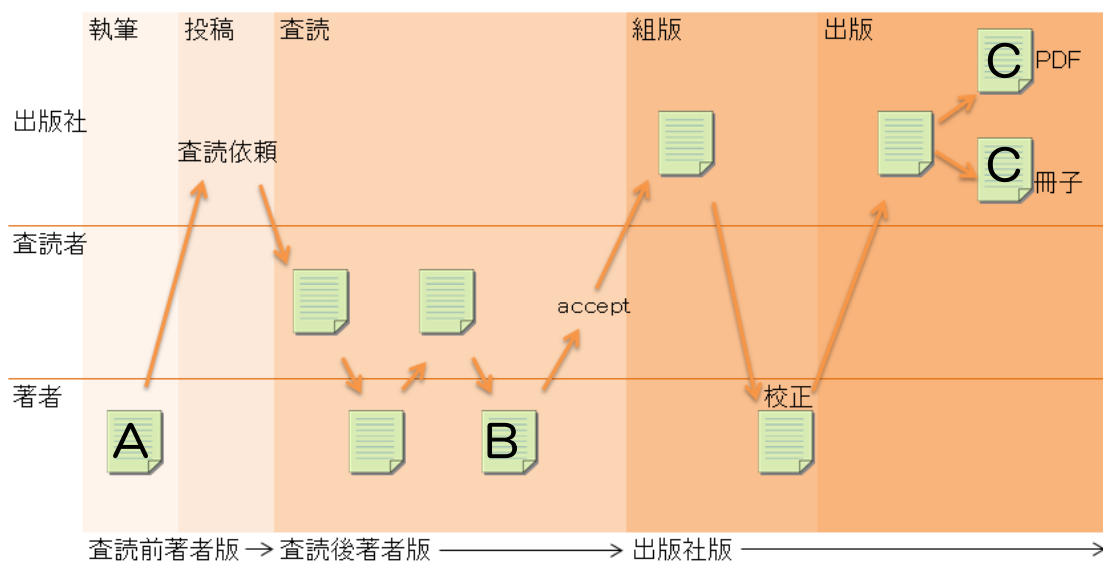 執筆 投稿 査読 組版 出版
C PDF
出版社
査読依頼
C 冊子
査読者
accept
著者
校正
A
B
査読前著者版 査読後著者版 出版社版